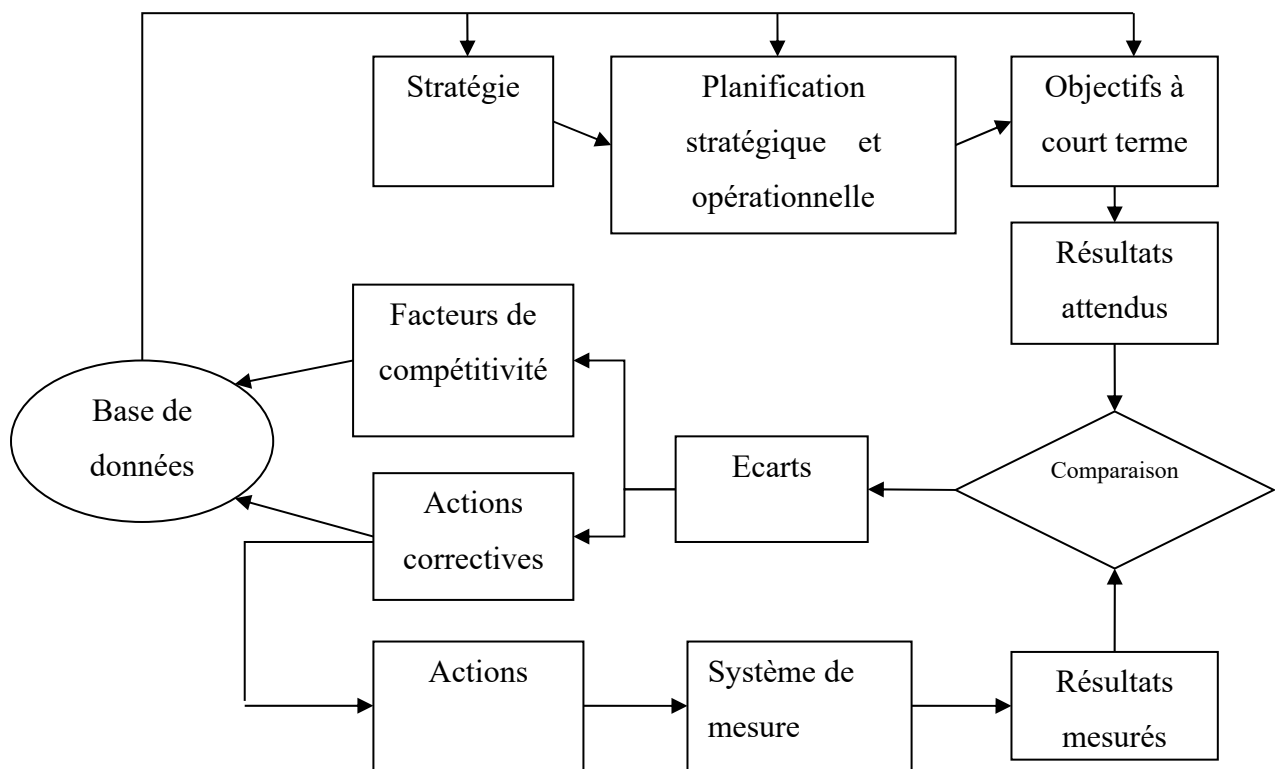 Stratégie
Planification
stratégique et
opérationnelle
Objectifs à
court terme
Résultats
attendus
Facteurs de
compétitivité
Base de
données
Ecarts
Comparaison
Actions
correctives
Actions
Système de
mesure
Résultats
mesurés